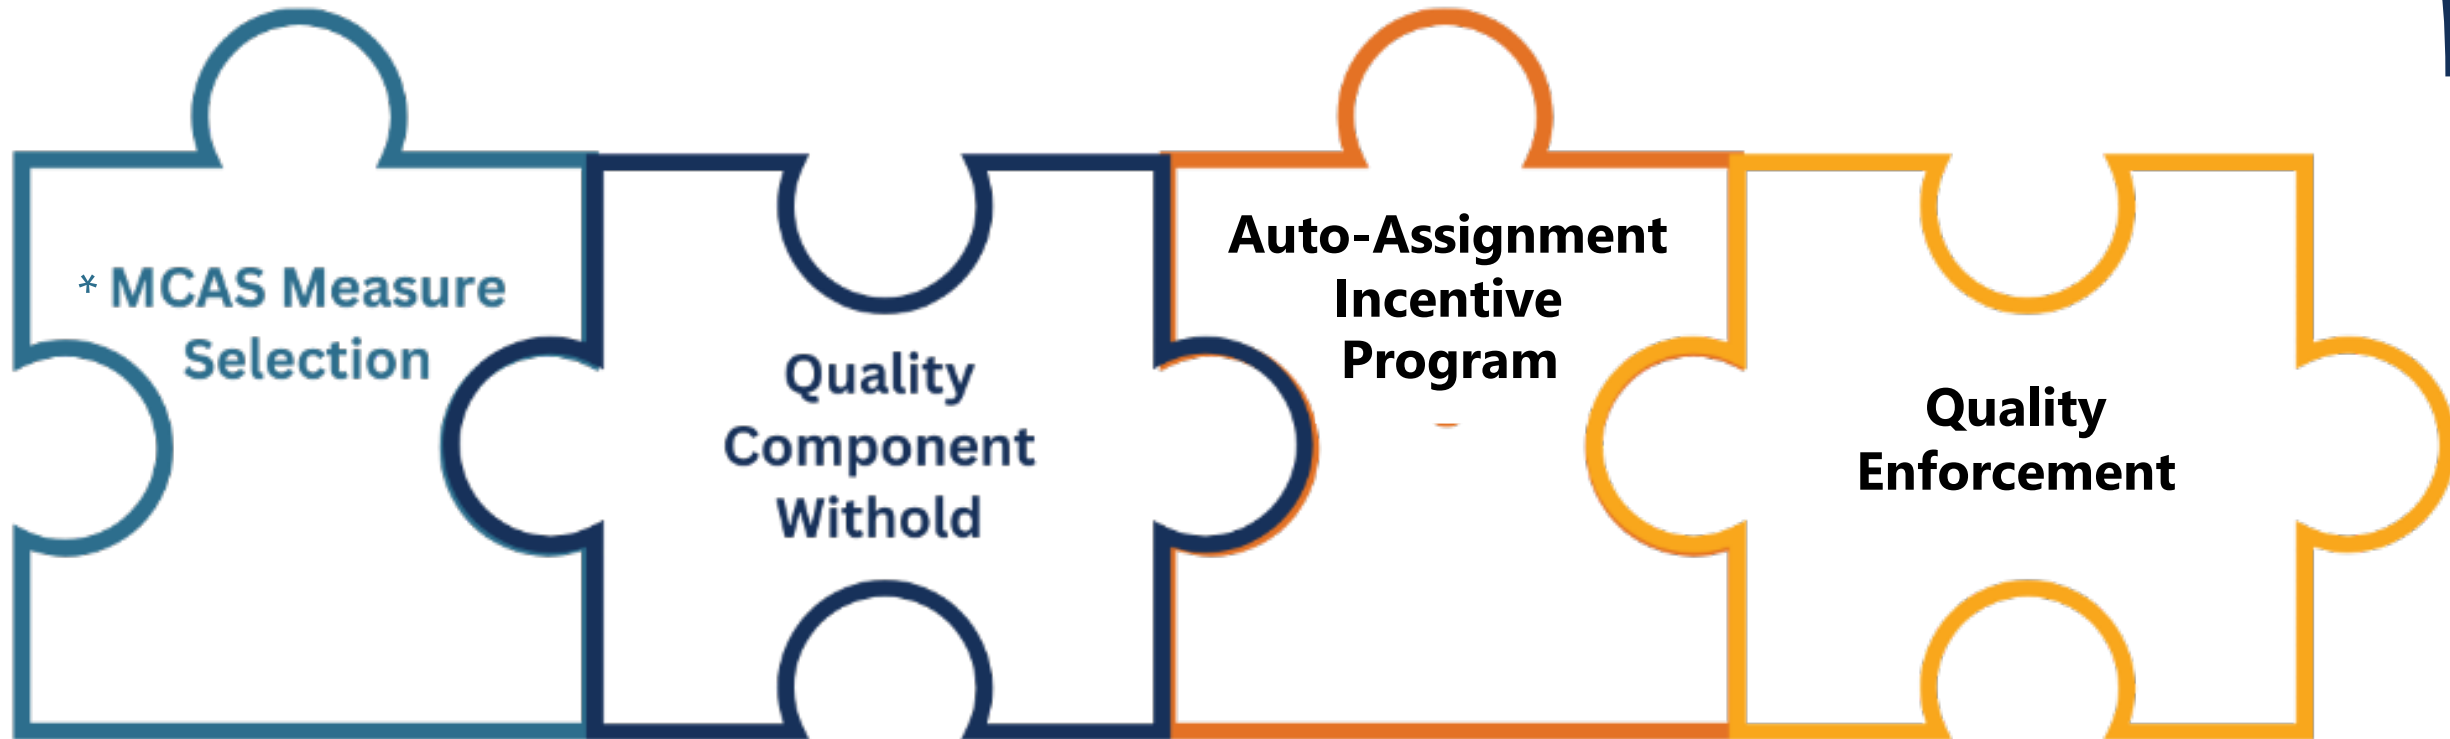 * MCAS Measure
Selection
Quality
Component
Withold
Auto-Assignment
Incentive
Program
Quality
Enforcement